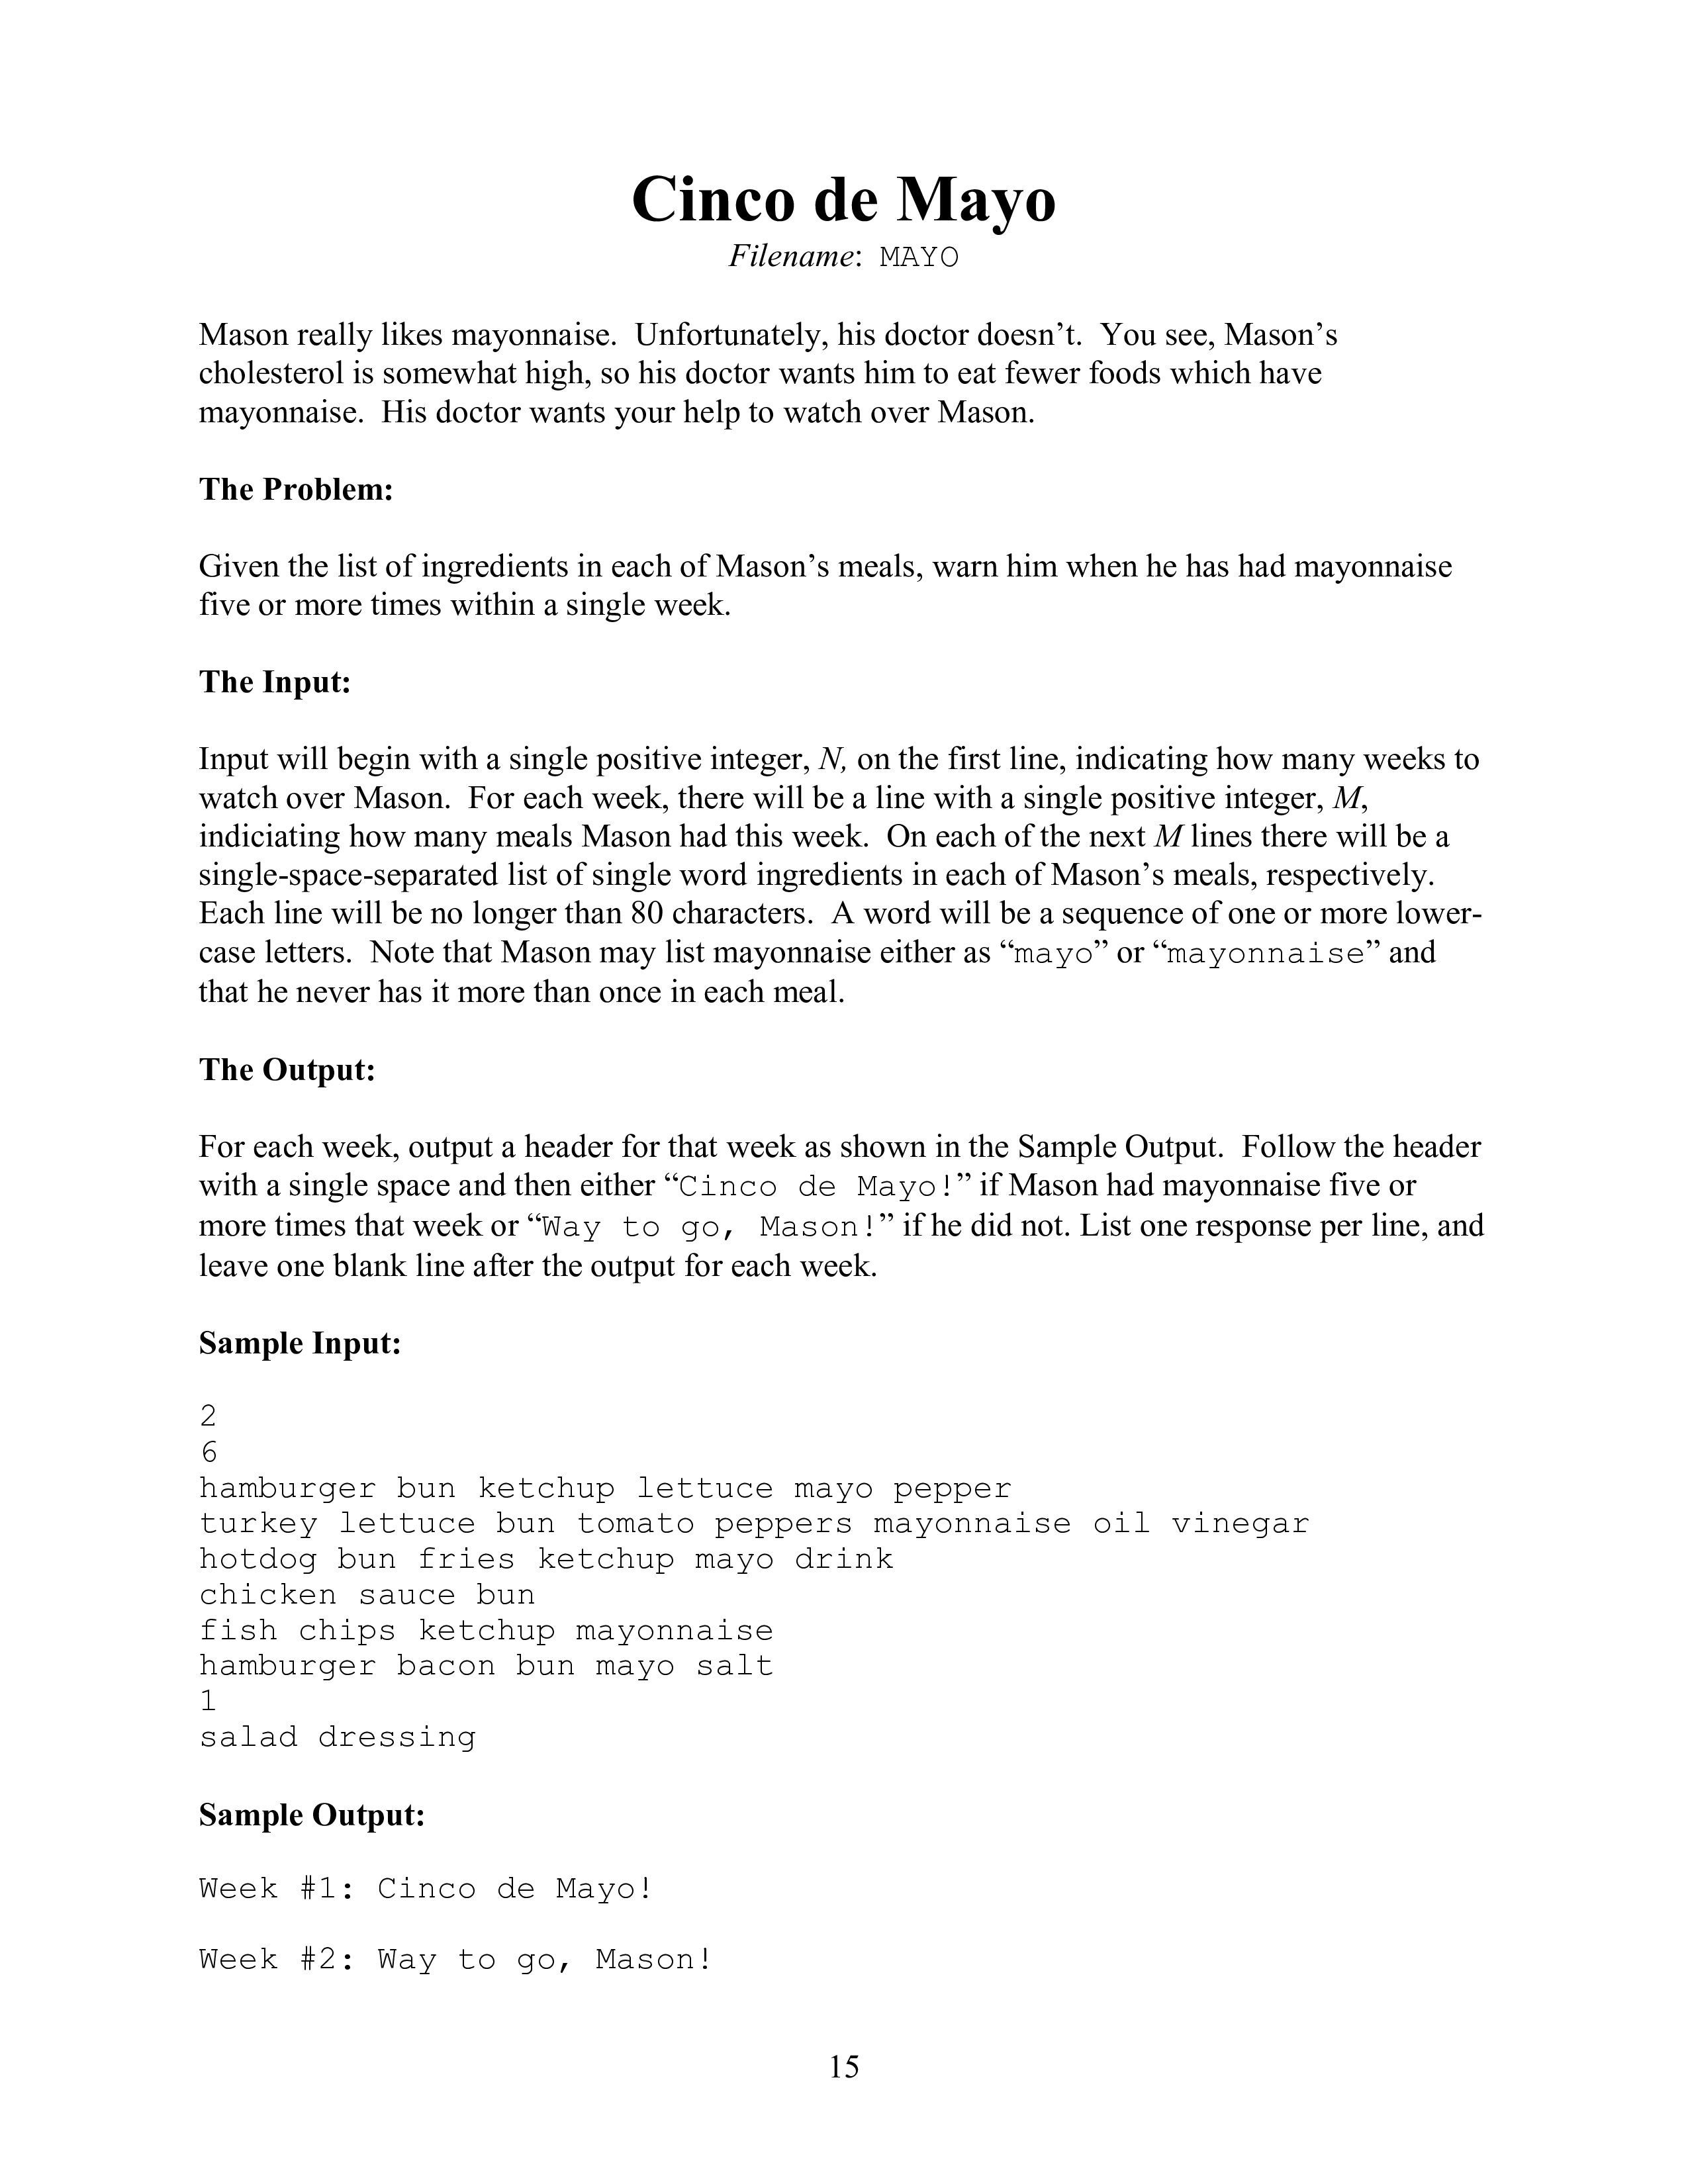 Cinco de Mayo
Filename: MAYO
Mason really likes mayonnaise. Unfortunately, his doctor doesn’t. You see, Mason’s
cholesterol is somewhat high, so his doctor wants him to eat fewer foods which have
mayonnaise. His doctor wants your help to watch over Mason.
The Problem:
Given the list of ingredients in each of Mason’s meals, warn him when he has had mayonnaise
five or more times within a single week.
The Input:
Input will begin with a single positive integer, N, on the first line, indicating how many weeks to
watch over Mason. For each week, there will be a line with a single positive integer, M,
indiciating how many meals Mason had this week. On each of the next M lines there will be a
single-space-separated list of single word ingredients in each of Mason’s meals, respectively.
Each line will be no longer than 80 characters. A word will be a sequence of one or more lower-
case letters. Note that Mason may list mayonnaise either as “mayo” or “mayonnaise” and
that he never has it more than once in each meal.
The Output:
For each week, output a header for that week as shown in the Sample Output. Follow the header
with a single space and then either “Cinco de Mayo!” if Mason had mayonnaise five or
more times that week or “Way to go, Mason!” if he did not. List one response per line, and
leave one blank line after the output for each week.
Sample Input:
2
6
hamburger bun ketchup lettuce mayo pepper
turkey lettuce bun tomato peppers mayonnaise oil vinegar
hotdog bun fries ketchup mayo drink
chicken sauce bun
fish chips ketchup mayonnaise
hamburger bacon bun mayo salt
1
salad dressing
Sample Output:
Week #1: Cinco de Mayo!
Week #2: Way to go, Mason!
15